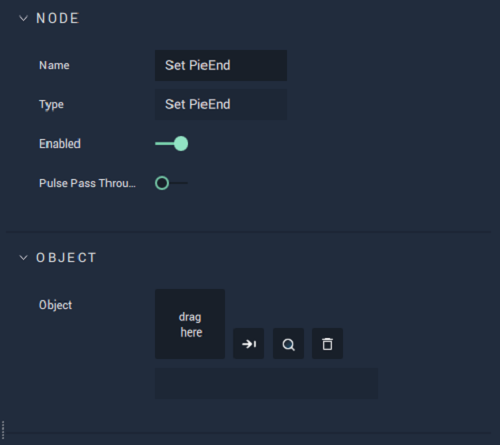 NODE
Name Set PieEnd
Type Set PieEnd
Enabled
Pulse Pass Throu...
OBJECT
Object
drag
here